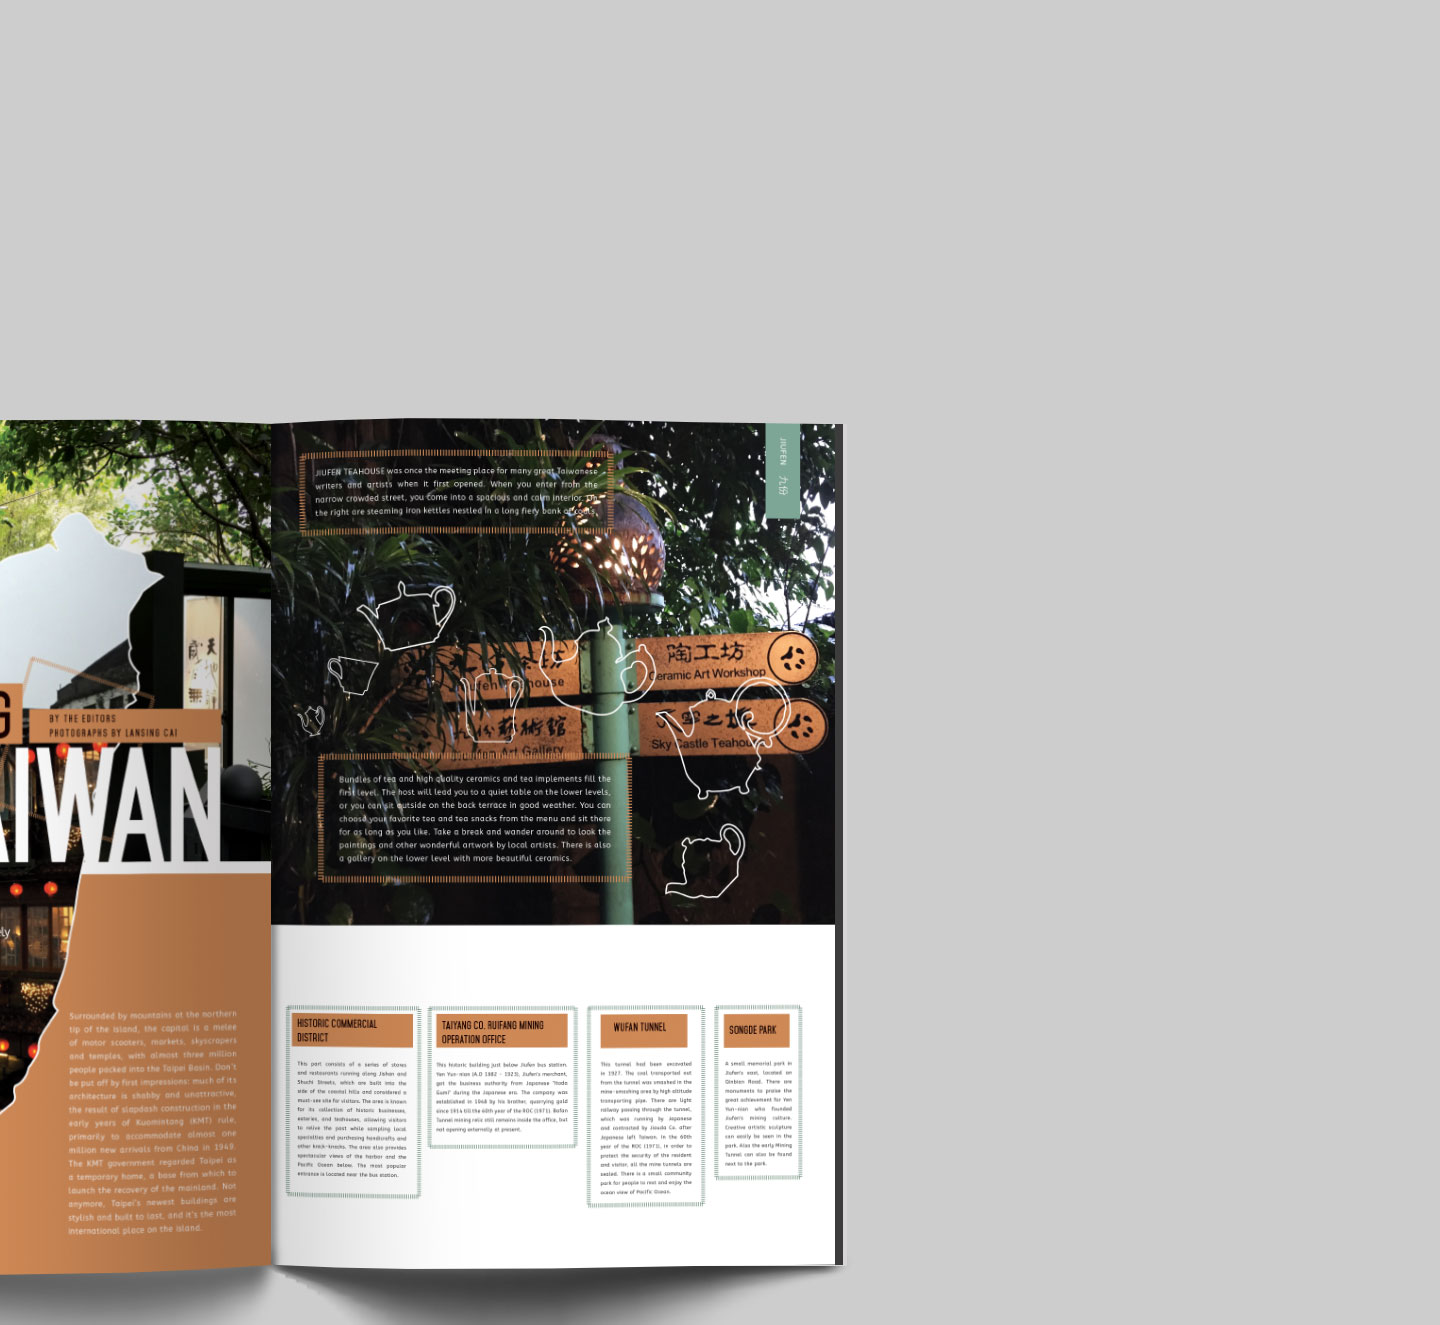 G
BY THE EDITORS
PHOTOGRAPHS BY LANSING CAI
AIWAN
ely
Surrounded by mountains at the northern
tip of the island, the capital is a melee
of motor scooters, markets, skyscrapers
and temples, with almost three million
people packed into the Taipei Basin. Don't
be put off by first impressions: much of its
architecture is shabby and unattractive,
the result of slapdash construction in the
early years of Kuomintang (KMT) rule,
primarily to accommodate almost one
million new arrivals from China in 1949.
The KMT government regarded Taipei as
a temporary home, a base from which to
launch the recovery of the mainland. Not
anymore, Taipei's newest buildings are
stylish and built to last, and it's the most
international place on the island.
JIUFEN 九份
JIUFEN TEAHOUSE was once the meeting place for many great Taiwanese
writers and artists when it first opened. When you enter from the
narrow crowded street, you come into a spacious and calm interior. On
the right are steaming iron kettles nestled in a long fiery bank of coals.
陶工坊
Ceramic Art Workshop
份藝術館
Art Gallery
天空之城
Sky Castle Teahouse
Bundles of tea and high quality ceramics and tea implements fill the
first level. The host will lead you to a quiet table on the lower levels,
or you can sit outside on the back terrace in good weather. You can
choose your favorite tea and tea snacks from the menu and sit there
for as long as you like. Take a break and wander around to look the
paintings and other wonderful artwork by local artists. There is also
a gallery on the lower level with more beautiful ceramics.
HISTORIC COMMERCIAL
DISTRICT
This part consists of a series of stores
and restaurants running along Jishan and
Shuchi Streets, which are built into the
side of the coastal hills and considered a
must-see site for visitors. The area is known
for its collection of historic businesses,
eateries, and teahouses, allowing visitors
to relive the past while sampling local
specialties and purchasing handicrafts and
other knick-knacks. The area also provides
spectacular views of the harbor and the
Pacific Ocean below. The most popular
entrance is located near the bus station.
TAIYANG CO. RUIFANG MINING
OPERATION OFFICE
This historic building just below Jiufen bus station.
Yen Yun-nian (A.D 1882 - 1923), Jiufen's merchant,
got the business authority from Japanese "Hada
Gumi" during the Japanese era. The company was
established in 1948 by his brother, quarrying gold
since 1914 till the 60th year of the ROC (1971). Bafan
Tunnel mining relic still remains inside the office, but
not opening externally at present.
WUFAN TUNNEL
This tunnel had been excavated
in 1927. The coal transported out
from the tunnel was smashed in the
mine-smashing area by high altitude
transporting pipe. There are light
railway passing through the tunnel,
which was running by Japanese
and contracted by Jiouda Co. after
Japanese left Taiwan. In the 60th
year of the ROC (1971), in order to
protect the security of the resident
and visitor, all the mine tunnels are
sealed. There is a small community
park for people to rest and enjoy the
ocean view of Pacific Ocean.
SONGDE PARK
A small memorial park in
Jiufen's east, located on
Qinbian Road. There are
monuments to praise the
great achievement for Yen
Yun-nian who founded
Jiufen's mining culture.
Creative artistic sculpture
can easily be seen in the
park. Also the early Mining
Tunnel can also be found
next to the park.